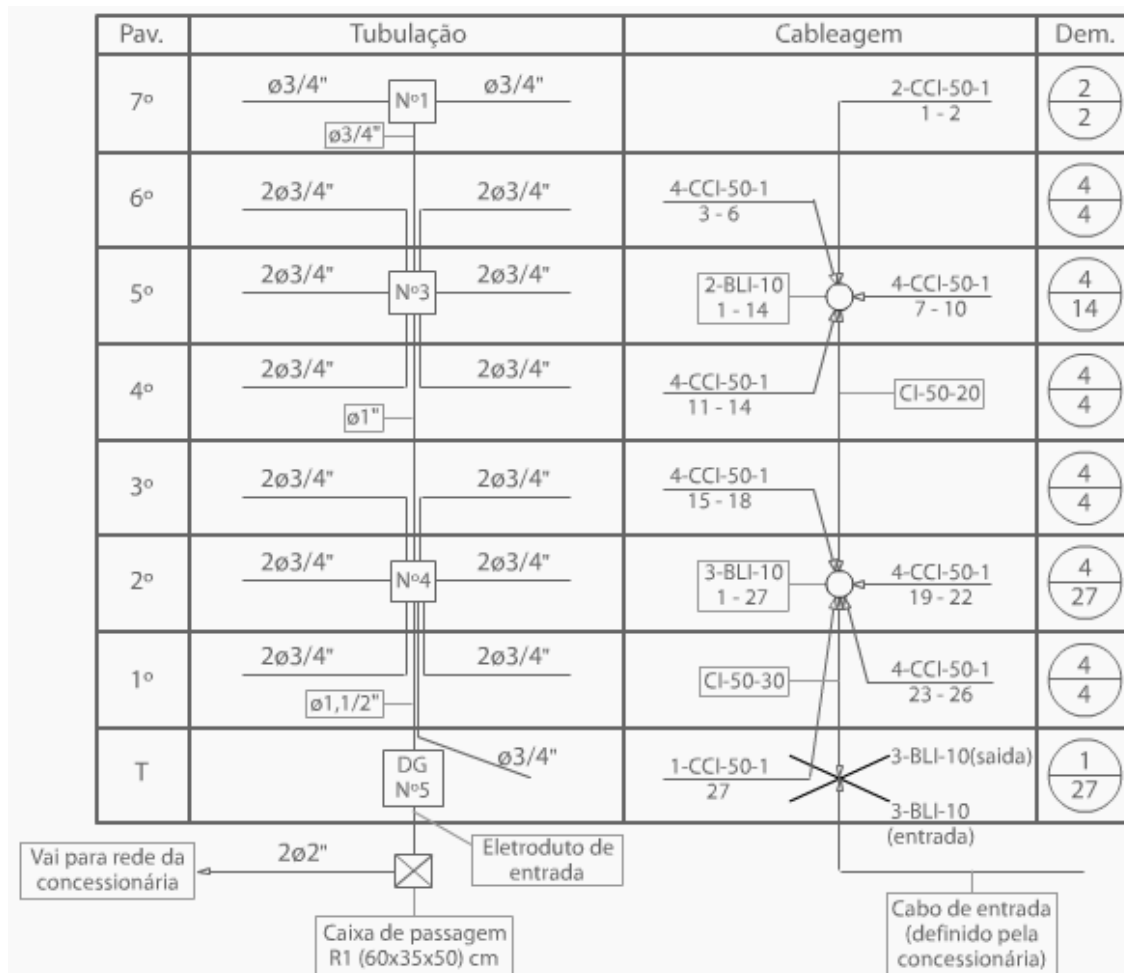 Pav. Tubulação Cableagem Dem.
7º ø3/4" Nº1 ø3/4" 2-CCI-50-1 2
1 - 2 2
ø3/4"
6º 2ø3/4" 2ø3/4" 4-CCI-50-1 4
3 - 6 4
5º 2ø3/4" Nº3 2ø3/4" 2-BLI-10 4-CCI-50-1 4
1 - 14 7 - 10 14
4º 2ø3/4" 2ø3/4" 4-CCI-50-1 CI-50-20 4
11 - 14 4
ø1"
3º 2ø3/4" 2ø3/4" 4-CCI-50-1 4
15 - 18 4
2º 2ø3/4" Nº4 2ø3/4" 3-BLI-10 4-CCI-50-1 4
1 - 27 19 - 22 27
1º 2ø3/4" 2ø3/4" CI-50-30 4-CCI-50-1 4
23 - 26 4
ø1,1/2"
T DG ø3/4" 1-CCI-50-1 3-BLI-10(saida) 1
Nº5 27 3-BLI-10 27
(entrada)
Vai para rede da 2ø2" Eletroduto de
concessionária entrada
Caixa de passagem Cabo de entrada
R1 (60x35x50) cm (definido pela
concessionária)